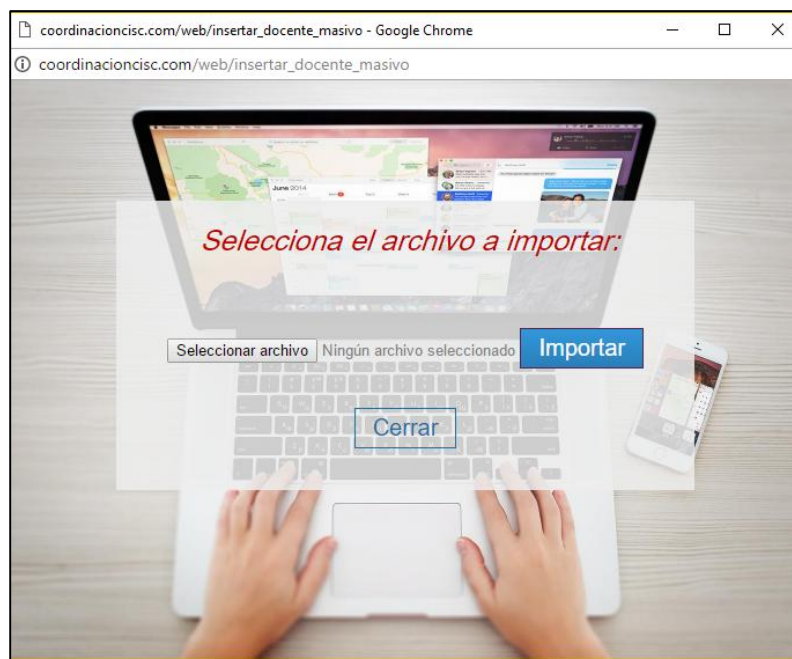 coordinacioncisc.com/web/insertar_docente_masivo - Google Chrome
coordinacioncisc.com/web/insertar_docente_masivo
June 2014
Selecciona el archivo a importar:
Seleccionar archivo Ningún archivo seleccionado Importar
Cerrar